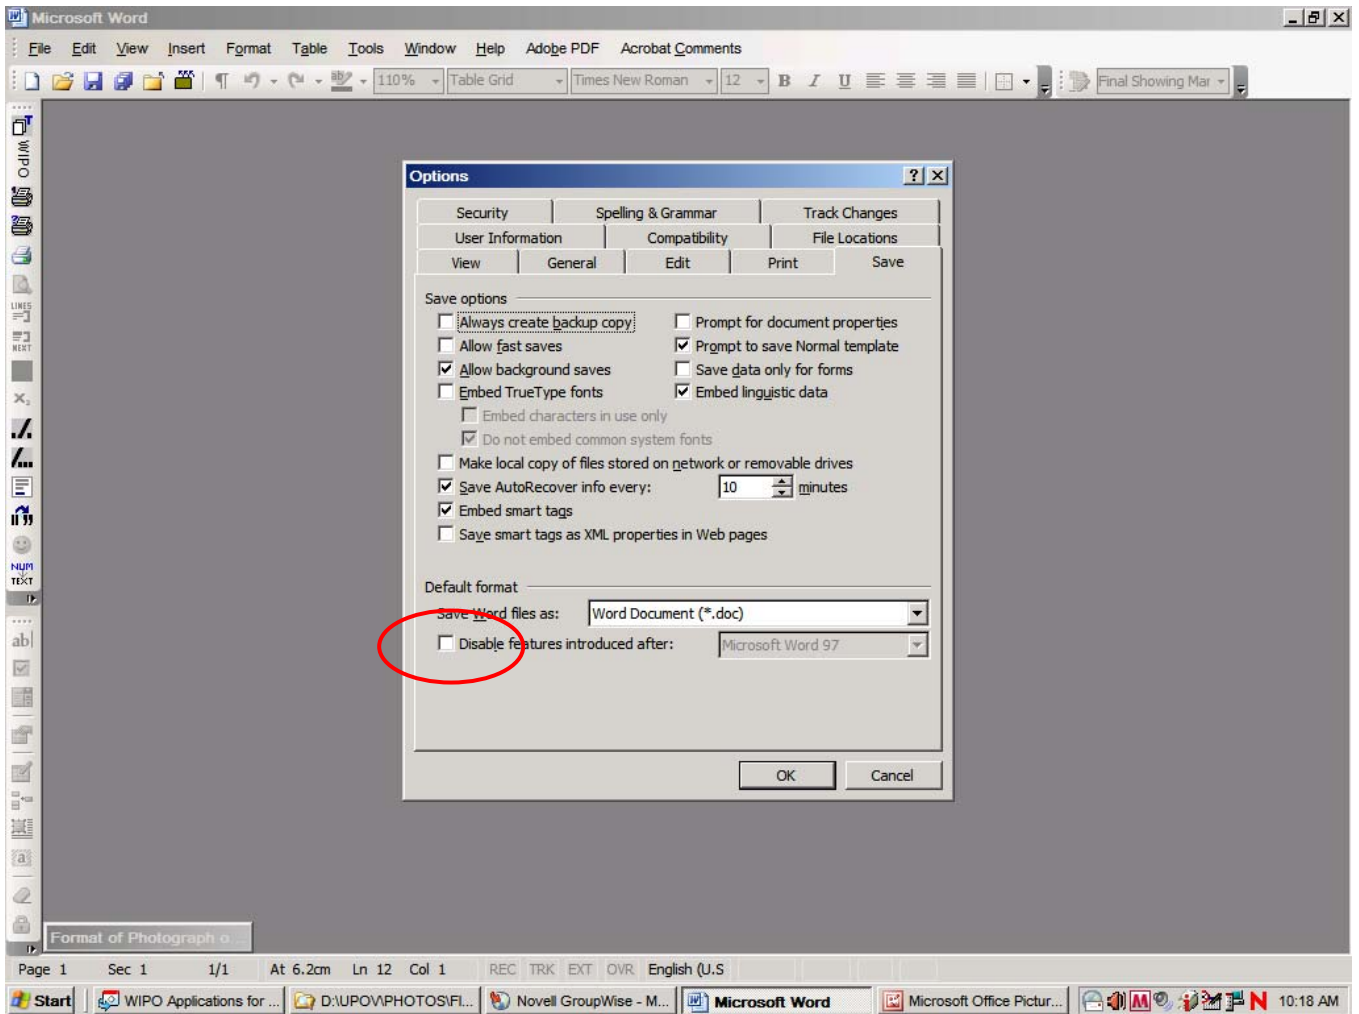 Microsoft Word
File Edit View Insert Format Table Tools Window Help Adobe PDF Acrobat Comments
110% Table Grid Times New Roman 12 B I U Final Showing Mar
WIPO
LINES
NEXT
X₂
NUM
TEXT
ab
a
Options
Security Spelling & Grammar Track Changes
User Information Compatibility File Locations
View General Edit Print Save
Save options
Always create backup copy Prompt for document properties
Allow fast saves Prompt to save Normal template
Allow background saves Save data only for forms
Embed TrueType fonts Embed linguistic data
Embed characters in use only
Do not embed common system fonts
Make local copy of files stored on network or removable drives
Save AutoRecover info every: 10 minutes
Embed smart tags
Save smart tags as XML properties in Web pages
Default format
Save Word files as: Word Document (*.doc)
Disable features introduced after: Microsoft Word 97
OK Cancel
Format of Photograph o...
Page 1 Sec 1 1/1 At 6.2cm Ln 12 Col 1 REC TRK EXT OVR English (U.S
Start WIPO Applications for ... D:\UPOV\PHOTOS\FI... Novell GroupWise - M... Microsoft Word Microsoft Office Pictur... M N 10:18 AM